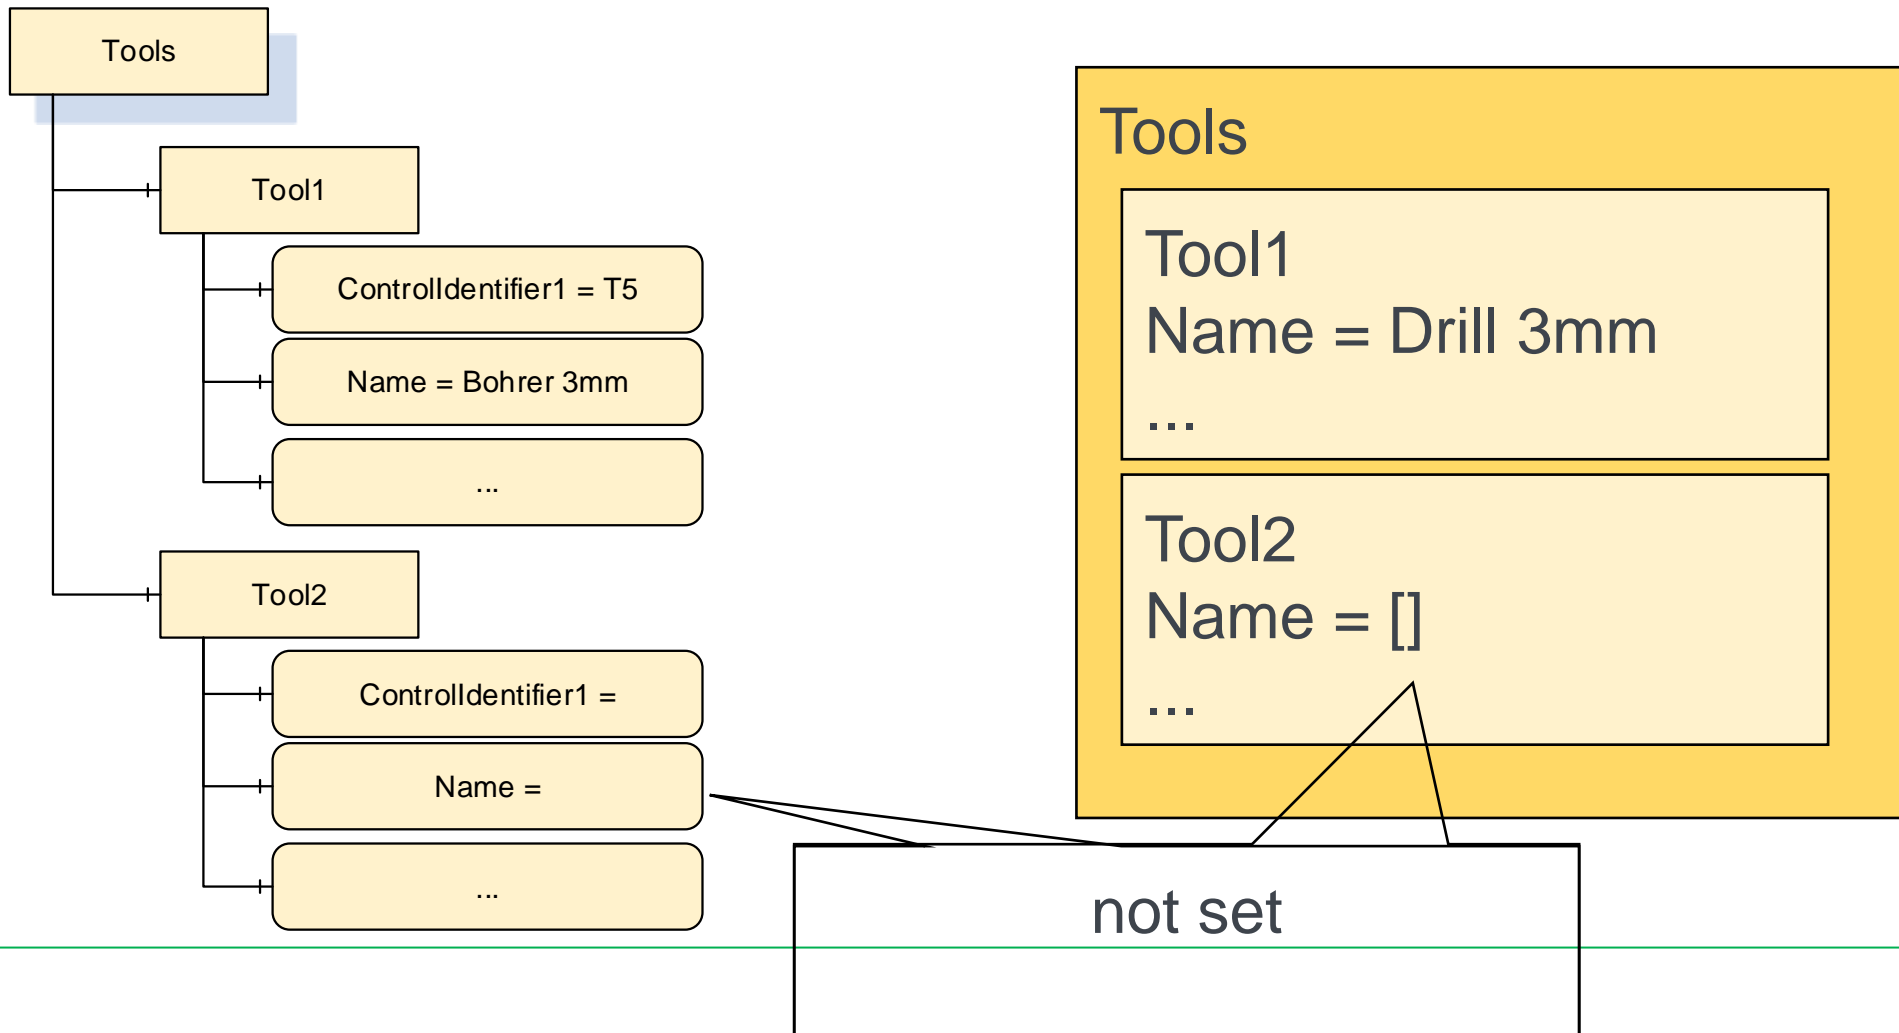 Tools
Tool1
ControlIdentifier1 = T5
Name = Bohrer 3mm
...
Tool2
ControlIdentifier1 =
Name =
...
Tools
Tool1
Name = Drill 3mm
...
Tool2
Name = []
...
not set